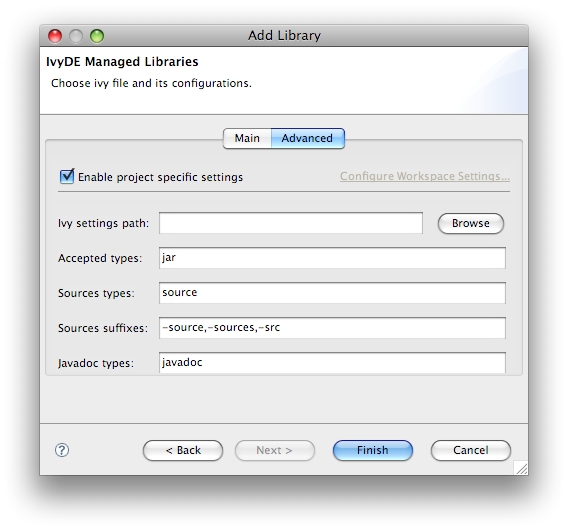 Add Library
IvyDE Managed Libraries
Choose ivy file and its configurations.
Main Advanced
Enable project specific settings Configure Workspace Settings...
Ivy settings path: Browse
Accepted types: jar
Sources types: source
Sources suffixes: -source,-sources,-src
Javadoc types: javadoc
? < Back Next > Finish Cancel